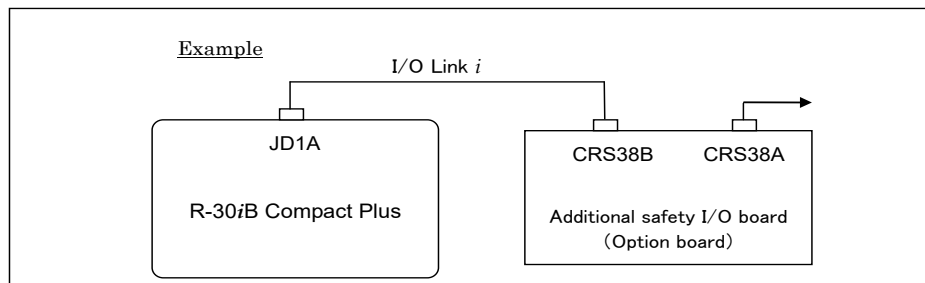 Example
I/O Link i
JD1A
CRS38B CRS38A
R-30iB Compact Plus
Additional safety I/O board
（Option board）